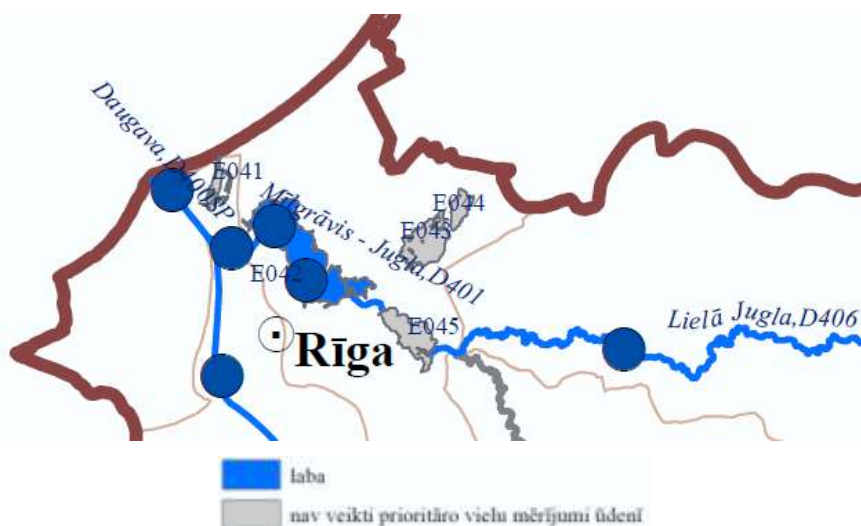 Daugava,D400SP
E041
Mīlgrāvis - Jugla,D401
E044
E043
E042
E045
Lielā Jugla,D406
Rīga
laba
nav veikti prioritāro vielu mērījumi ūdenī